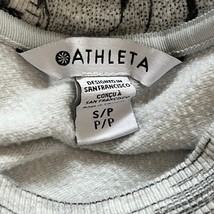 ATHLETA
DESIGNED IN
SAN FRANCISCO
CONÇU À
SAN FRANCISCO
S/P
P/P